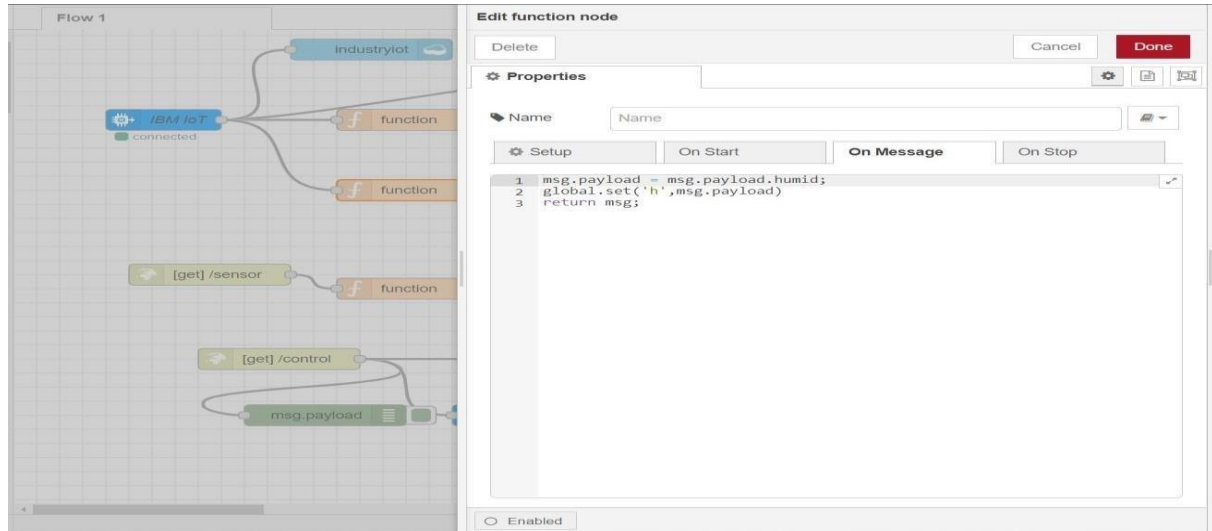 Flow 1
industryiot
IBM IoT
connected
function
function
[get] /sensor
function
[get] /control
msg.payload
Edit function node
Delete
Cancel
Done
Properties
Name
Name
Setup
On Start
On Message
On Stop
1 msg.payload = msg.payload.humid;
2 global.set('h',msg.payload)
3 return msg;
Enabled